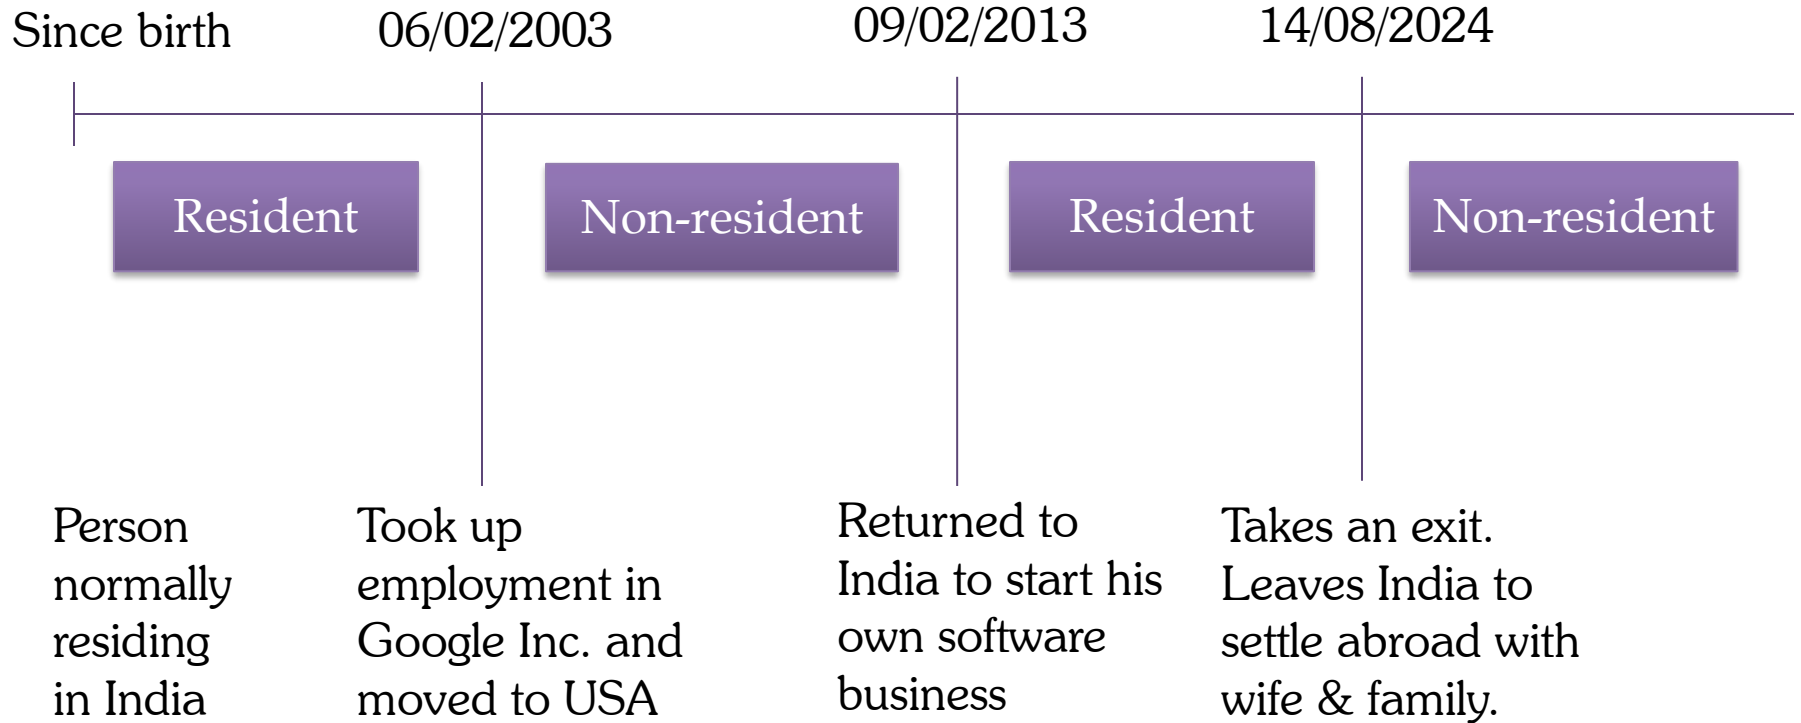 Since birth
06/02/2003
09/02/2013
14/08/2024
Resident
Non-resident
Resident
Non-resident
Person
normally
residing
in India
Took up
employment in
Google Inc. and
moved to USA
Returned to
India to start his
own software
business
Takes an exit.
Leaves India to
settle abroad with
wife & family.